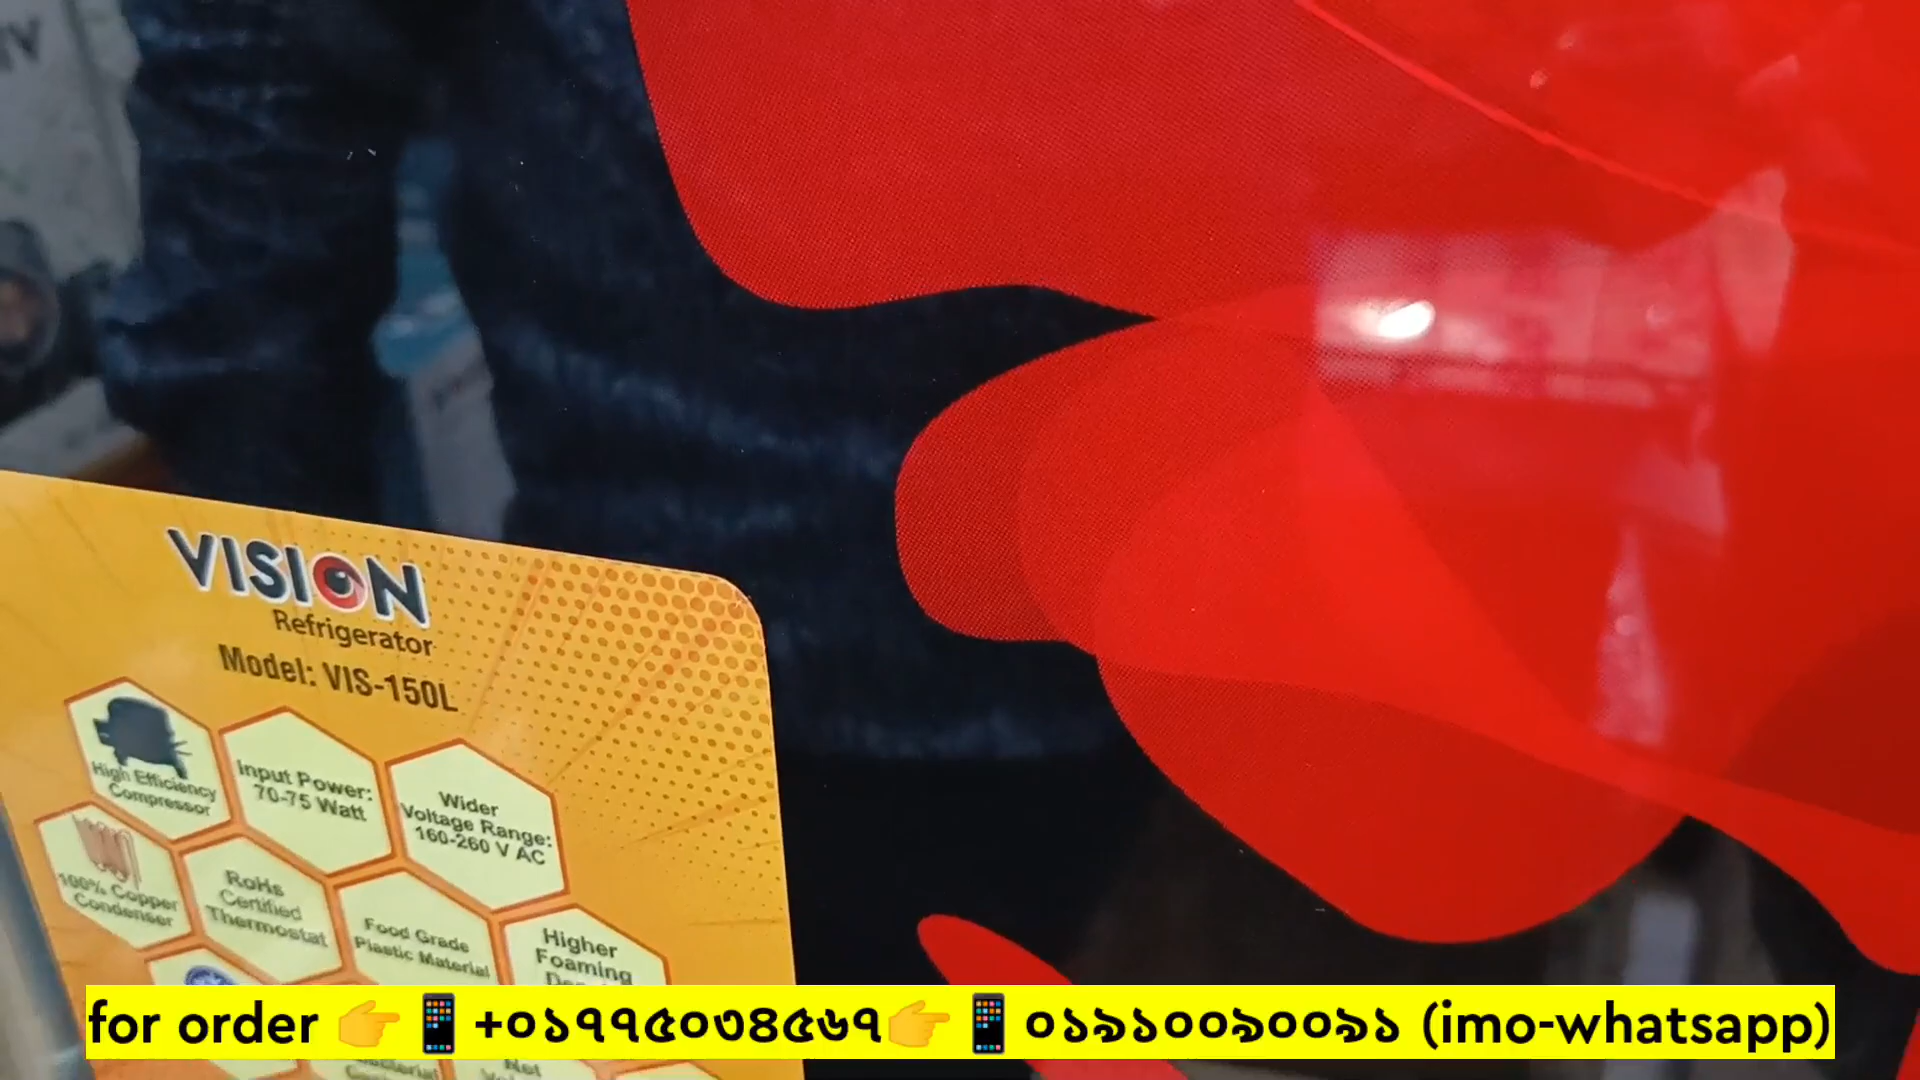 VISION
Refrigerator
Model: VIS-150L
High Efficiency
Compressor
Input Power:
70-75 Watt
Wider
Voltage Range:
160-260 V AC
100% Copper
Condenser
RoHs
Certified
Thermostat
Food Grade
Plastic Material
Higher
Foaming
for order 👉 📱+০১৭৭৫০৩৪৫৬৭👉 📱 ০১৯১০০৯০০৯১ (imo-whatsapp)
Net